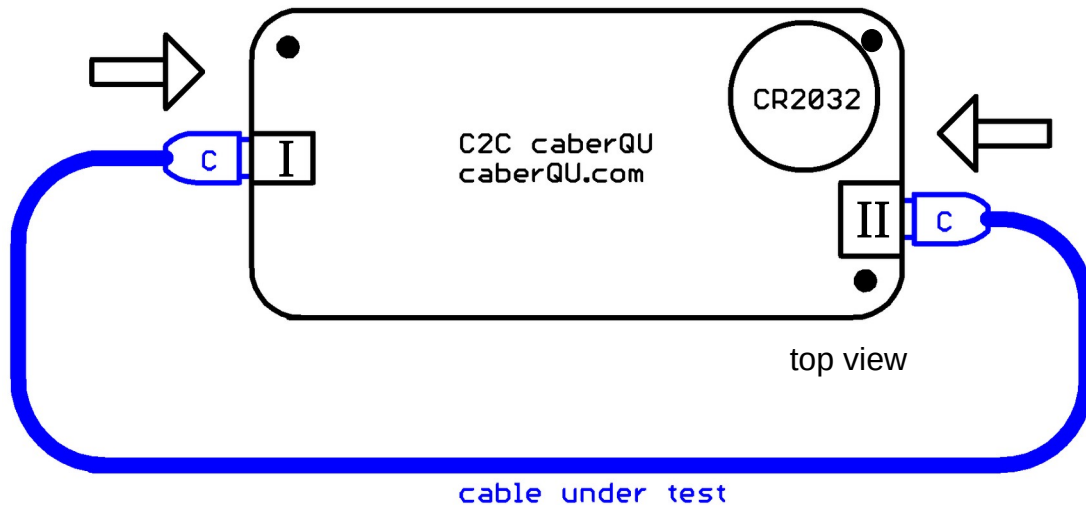 CR2032
C2C caberQU
caberQU.com
C
I
II
C
top view
cable under test